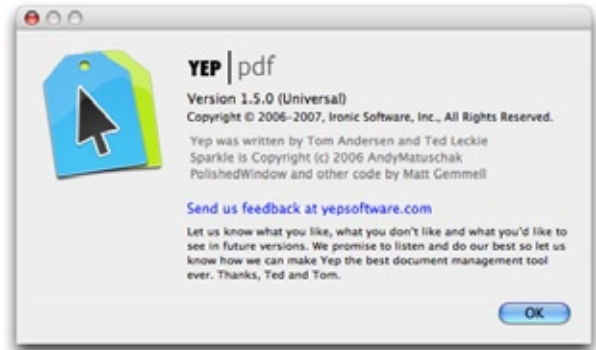 YEP | pdf
Version 1.5.0 (Universal)
Copyright © 2006-2007, Ironic Software, Inc., All Rights Reserved.
Yep was written by Tom Andersen and Ted Leckie
Sparkle is Copyright (c) 2006 AndyMatuschak
PolishedWindow and other code by Matt Gemmell
Send us feedback at yepsoftware.com
Let us know what you like, what you don't like and what you'd like to
see in future versions. We promise to listen and do our best so let us
know how we can make Yep the best document management tool
ever. Thanks, Ted and Tom.
OK